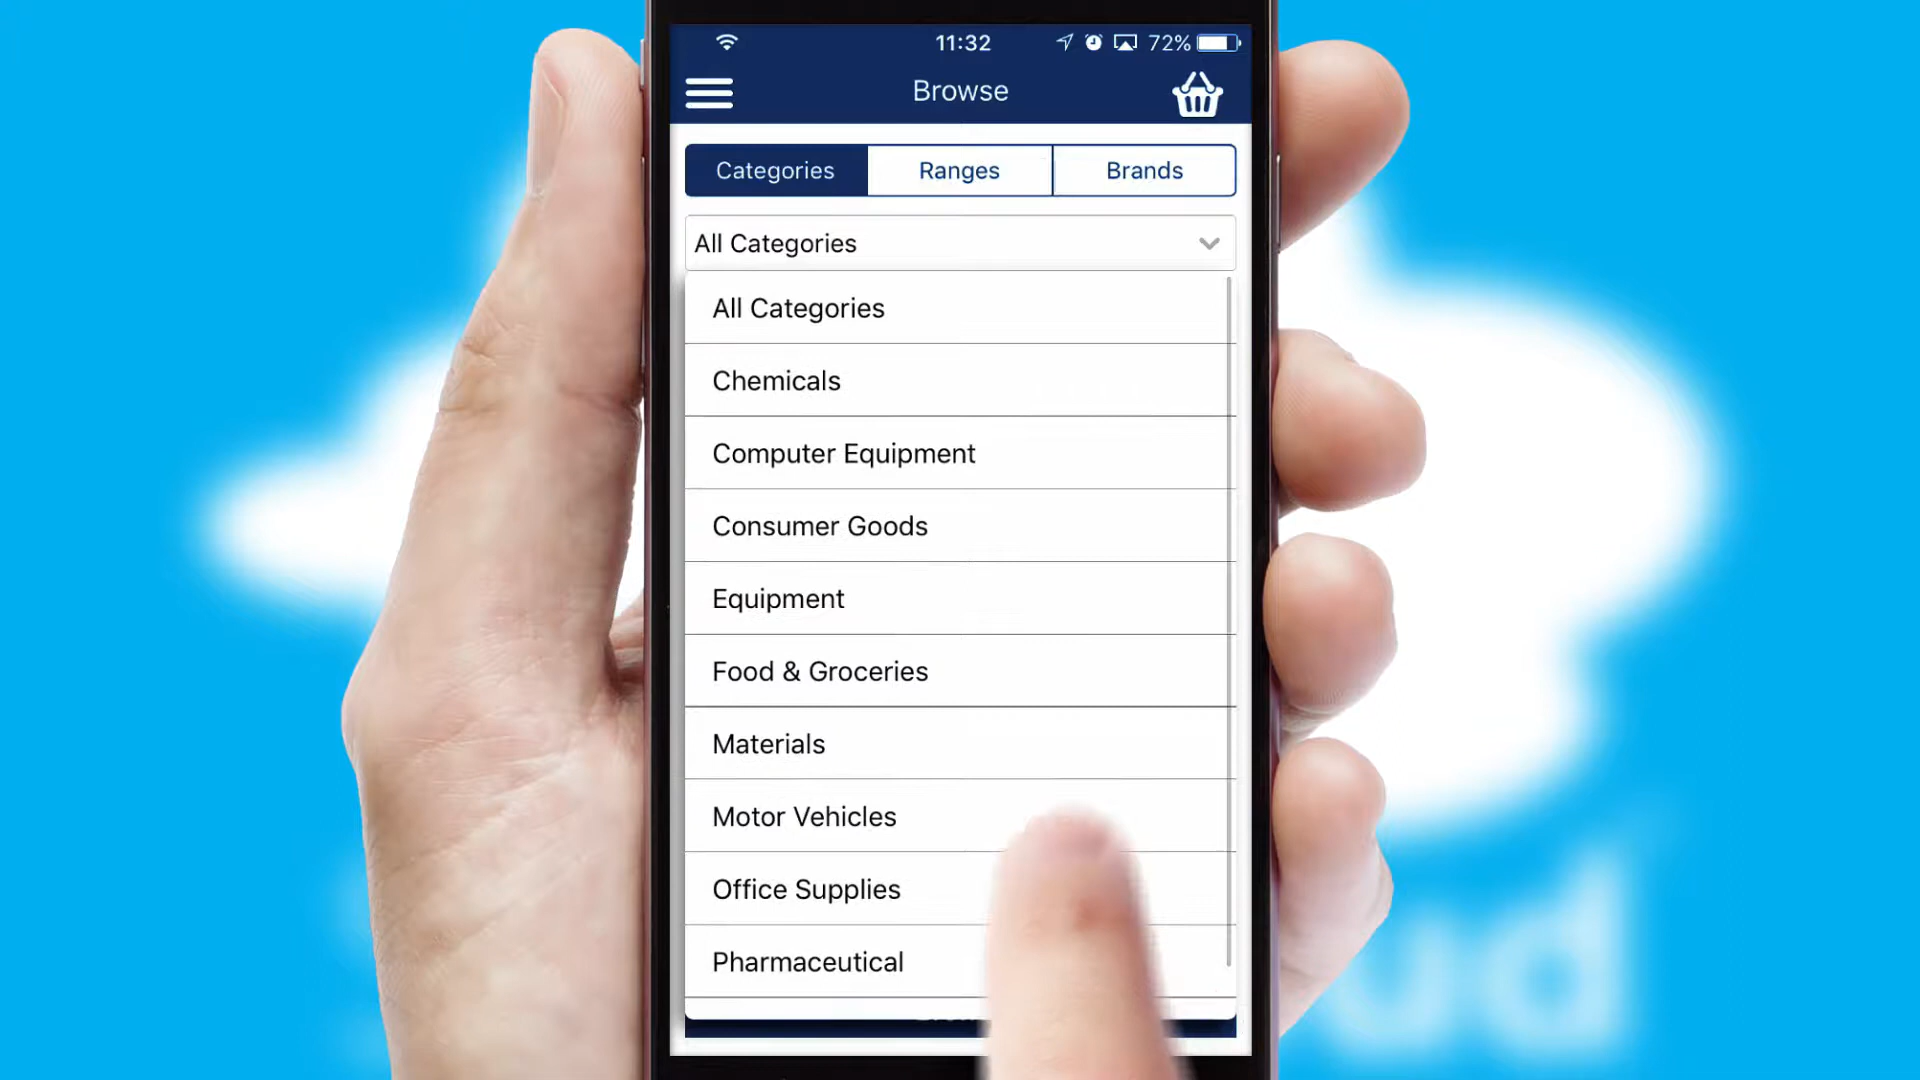 11:32
72%
Browse
Categories
Ranges
Brands
All Categories
All Categories
Chemicals
Computer Equipment
Consumer Goods
Equipment
Food & Groceries
Materials
Motor Vehicles
Office Supplies
Pharmaceutical
ud